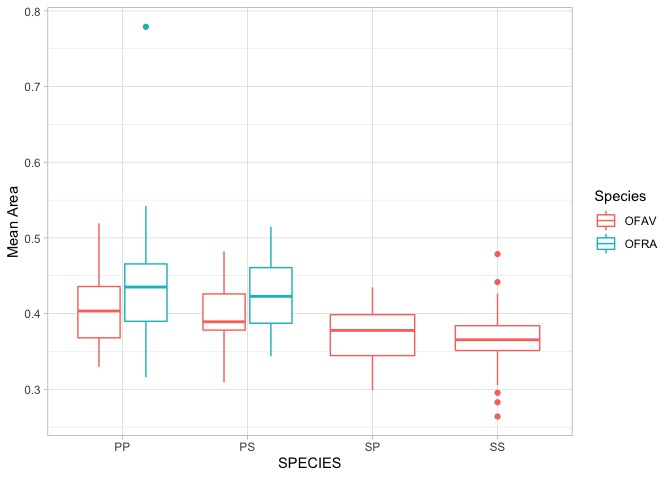 0.8
0.7
0.6
0.5
0.4
0.3
Mean Area
PP PS SP SS
SPECIES
Species
OFAV
OFRA